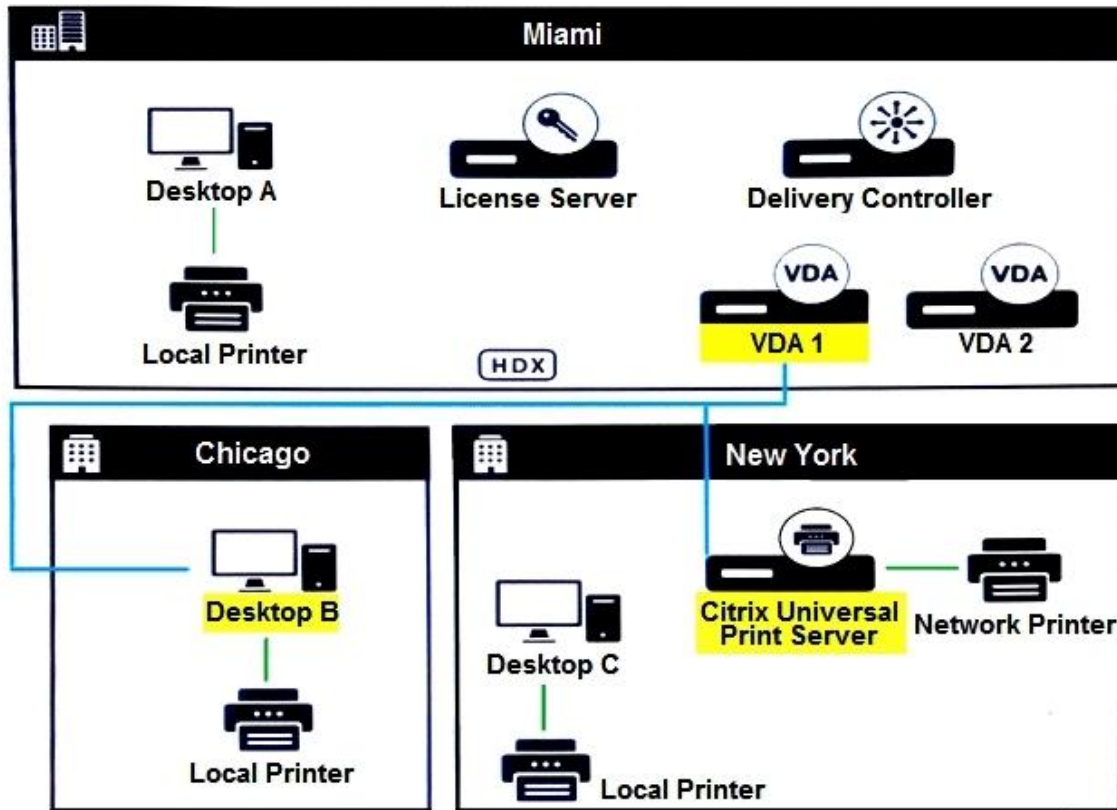 Miami
Desktop A
License Server
Delivery Controller
Local Printer
VDA
VDA
VDA 1
VDA 2
HDX
Chicago
New York
Desktop B
Desktop C
Citrix Universal
Print Server
Network Printer
Local Printer
Local Printer